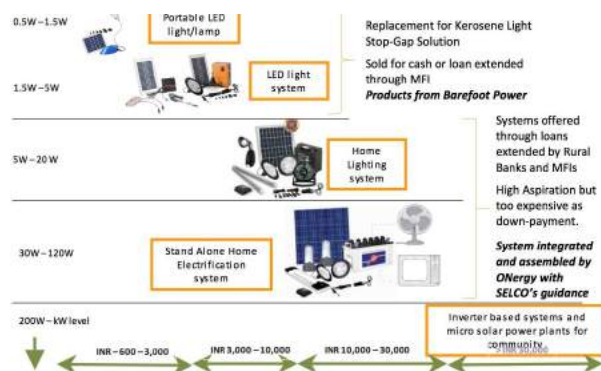 0.5W–1.5W
Portable LED
light/lamp
Replacement for Kerosene Light
Stop-Gap Solution
1.5W–5W
LED light
system
Sold for cash or loan extended
through MFI
Products from Barefoot Power
5W–20 W
Home
Lighting
system
Systems offered
through loans
extended by Rural
Banks and MFIs
High Aspiration but
too expensive as
down-payment.
30W–120W
Stand Alone Home
Electrification
system
System integrated
and assembled by
ONergy with
SELCO's guidance
200W–kW level
Inverter based systems and
micro solar power plants for
community
INR – 600 – 3,000
INR 3,000 – 10,000
INR 10,000 – 30,000
>INR 30,000